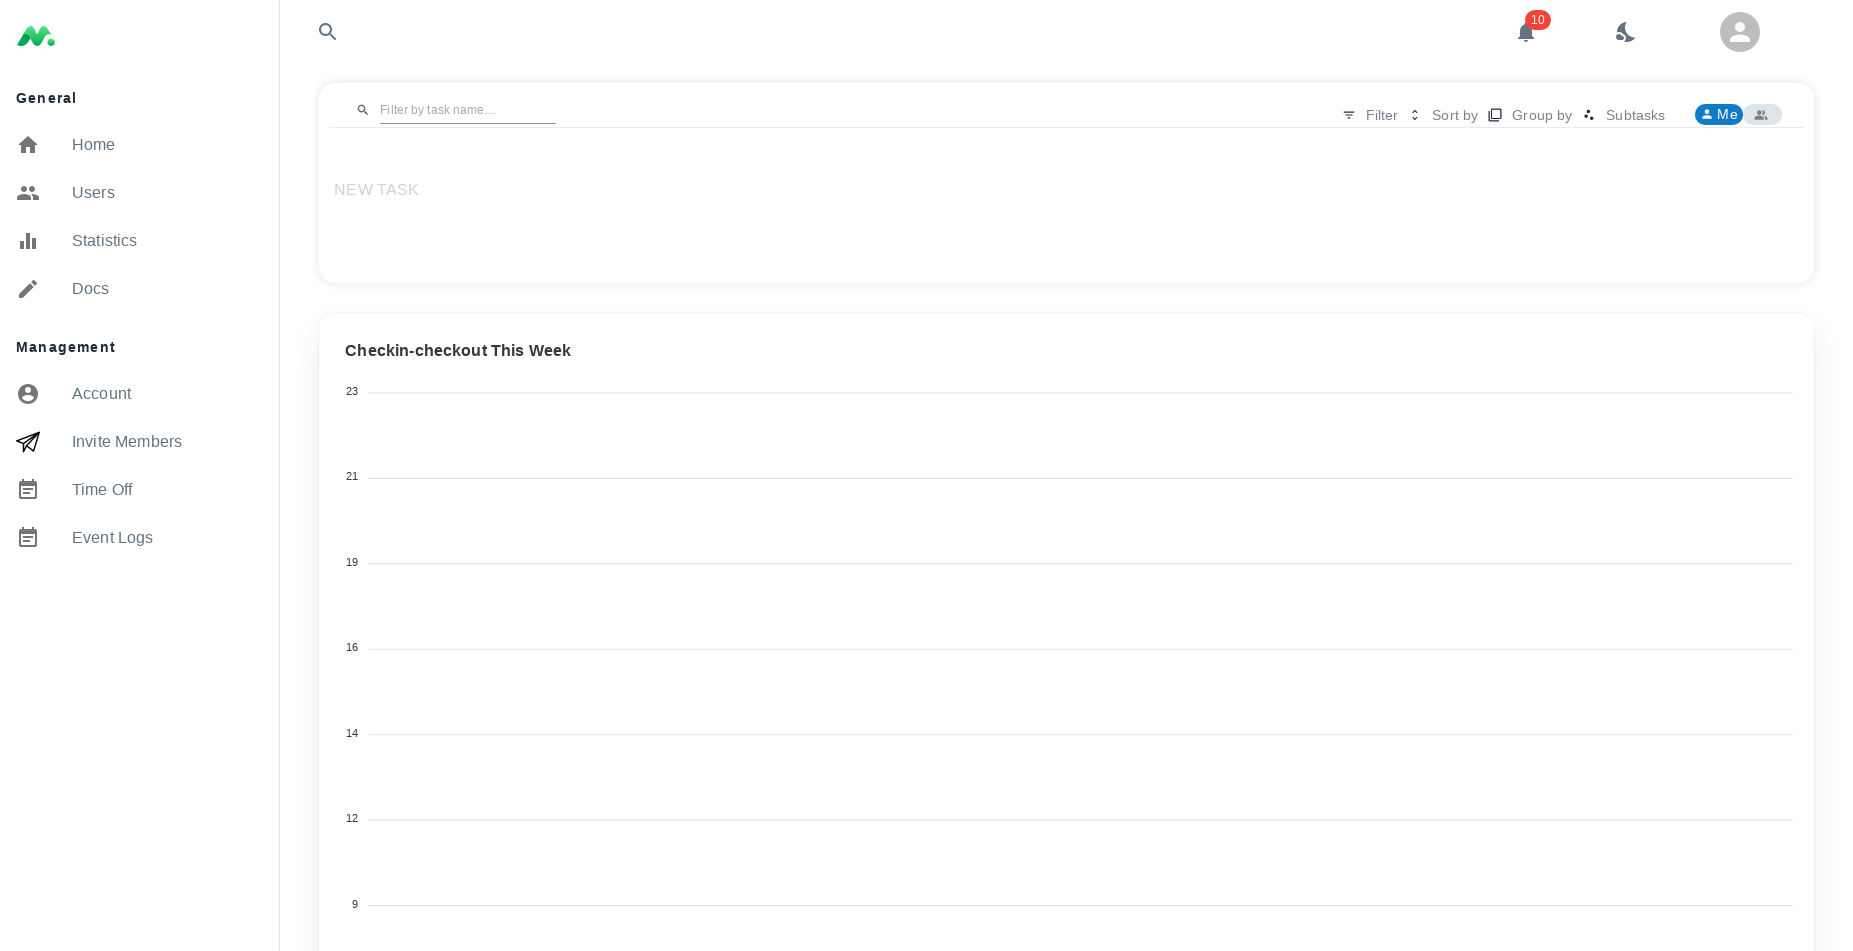 10
General
Home
Users
Statistics
Docs
Management
Account
Invite Members
Time Off
Event Logs
Filter by task name...
Filter
Sort by
Group by
Subtasks
Me
NEW TASK
Checkin-checkout This Week
23
21
19
16
14
12
9